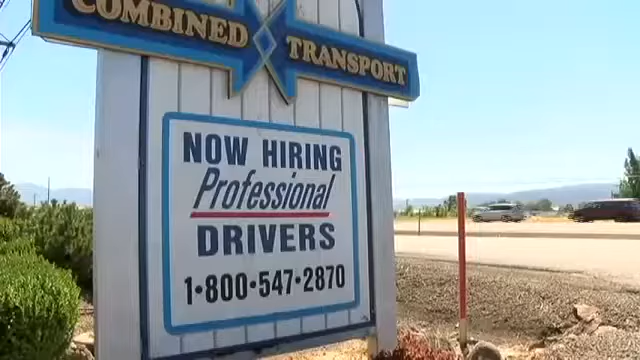 COMBINED TRANSPORT
NOW HIRING
Professional
DRIVERS
1•800•547•2870